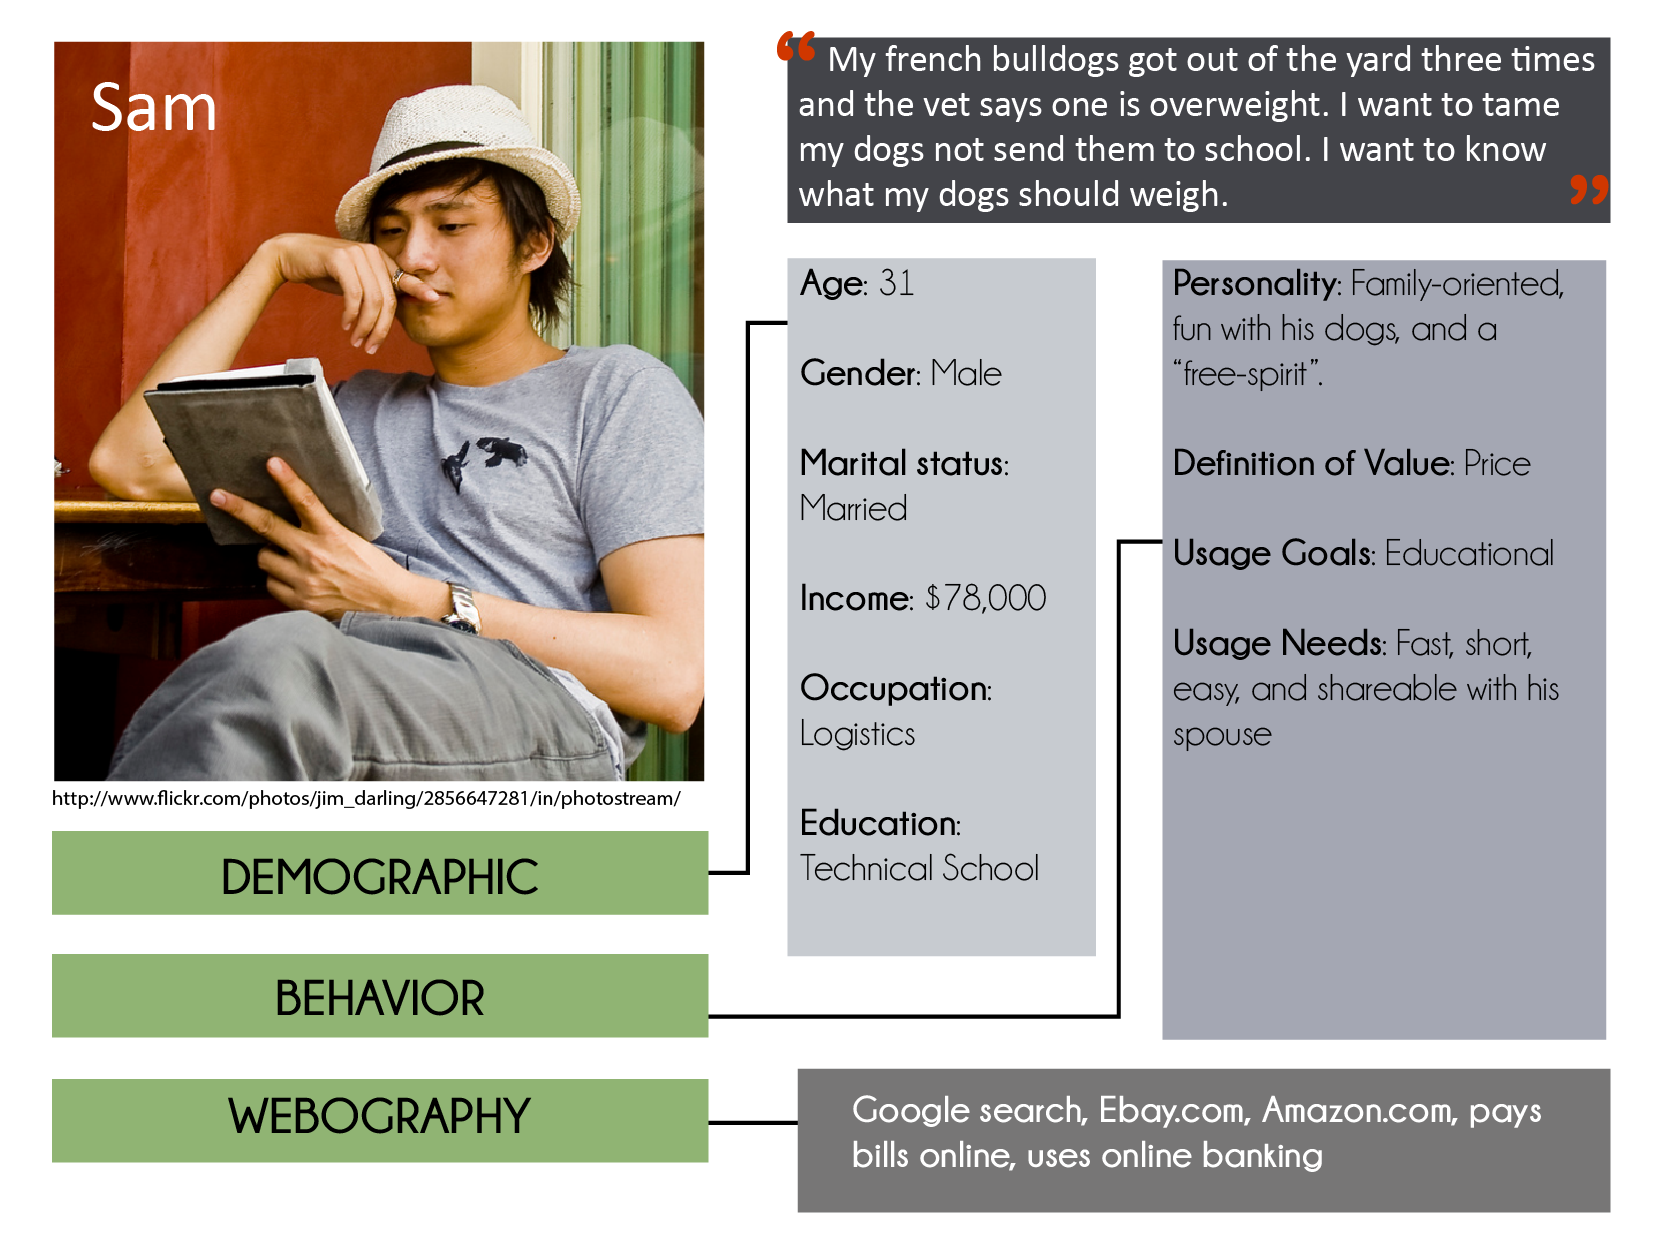 Sam
“ My french bulldogs got out of the yard three times
and the vet says one is overweight. I want to tame
my dogs not send them to school. I want to know
what my dogs should weigh. ”
http://www.flickr.com/photos/jim_darling/2856647281/in/photostream/
DEMOGRAPHIC
Age: 31
Gender: Male
Marital status:
Married
Income: $78,000
Occupation:
Logistics
Education:
Technical School
BEHAVIOR
Personality: Family-oriented,
fun with his dogs, and a
“free-spirit”.
Definition of Value: Price
Usage Goals: Educational
Usage Needs: Fast, short,
easy, and shareable with his
spouse
WEBOGRAPHY
Google search, Ebay.com, Amazon.com, pays
bills online, uses online banking